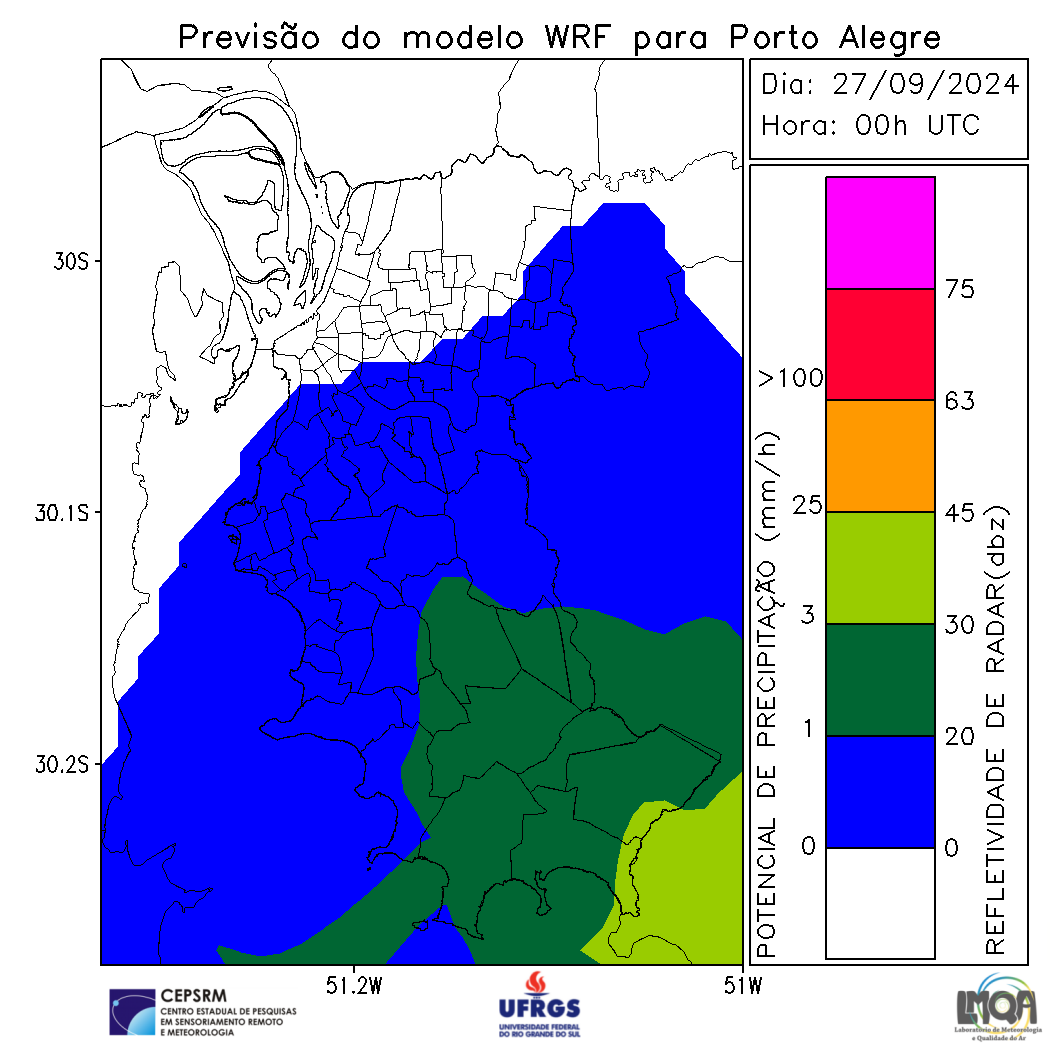 Previsão do modelo WRF para Porto Alegre
Dia: 27/09/2024
Hora: 00h UTC
30S
30.1S
30.2S
51.2W
51W
POTENCIAL DE PRECIPITAÇÃO (mm/h)
>100
25
3
1
0
75
63
45
30
20
0
REFLETIVIDADE DE RADAR(dbz)
CEPSRM
CENTRO ESTADUAL DE PESQUISAS
EM SENSORIAMENTO REMOTO
E METEOROLOGIA
UFRGS
UNIVERSIDADE FEDERAL
DO RIO GRANDE DO SUL
LMQA
Laboratório de Meteorologia
e Qualidade do Ar